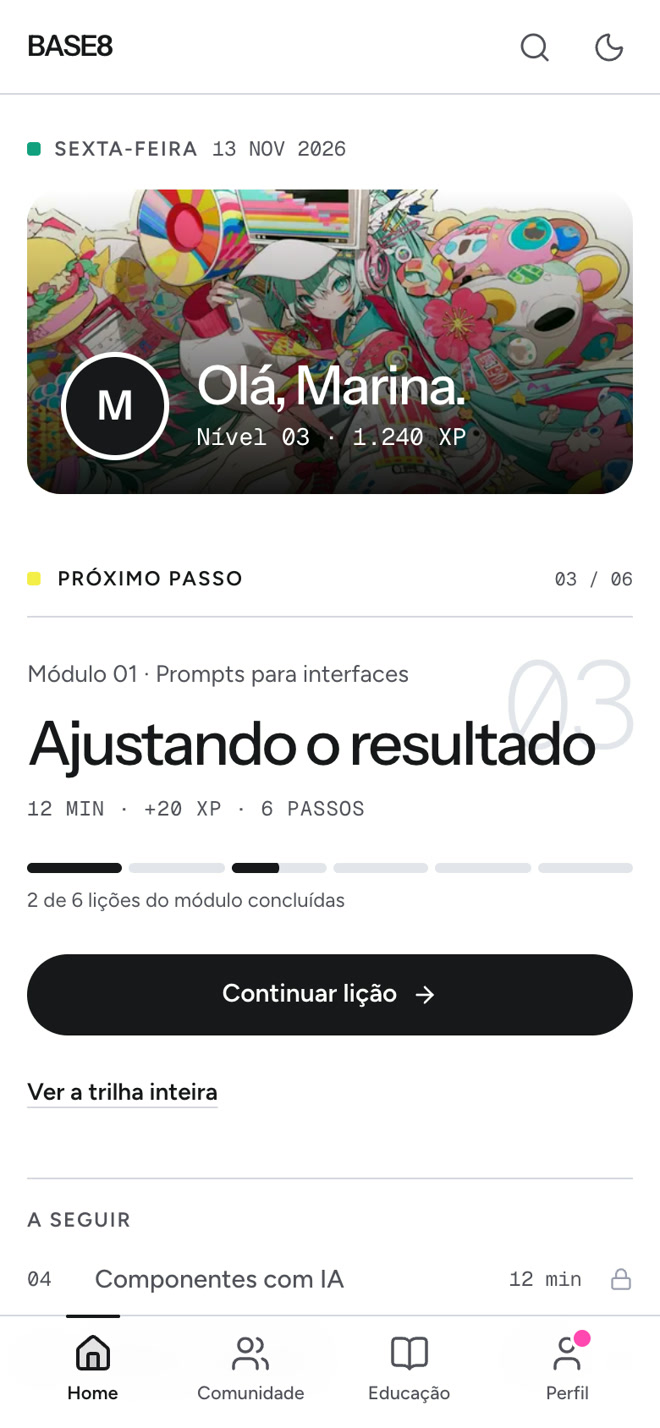 BASE8
SEXTA-FEIRA 13 NOV 2026
M
Olá, Marina.
Nível 03 · 1.240 XP
PRÓXIMO PASSO 03 / 06
Módulo 01 · Prompts para interfaces
03
Ajustando o resultado
12 MIN · +20 XP · 6 PASSOS
2 de 6 lições do módulo concluídas
Continuar lição →
Ver a trilha inteira
A SEGUIR
04 Componentes com IA 12 min
Home Comunidade Educação Perfil